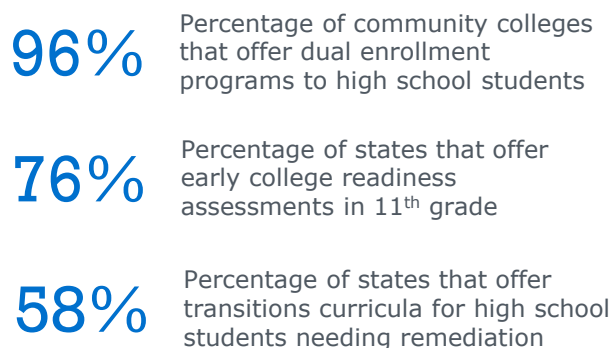 96%
Percentage of community colleges
that offer dual enrollment
programs to high school students
76%
Percentage of states that offer
early college readiness
assessments in 11th grade
58%
Percentage of states that offer
transitions curricula for high school
students needing remediation